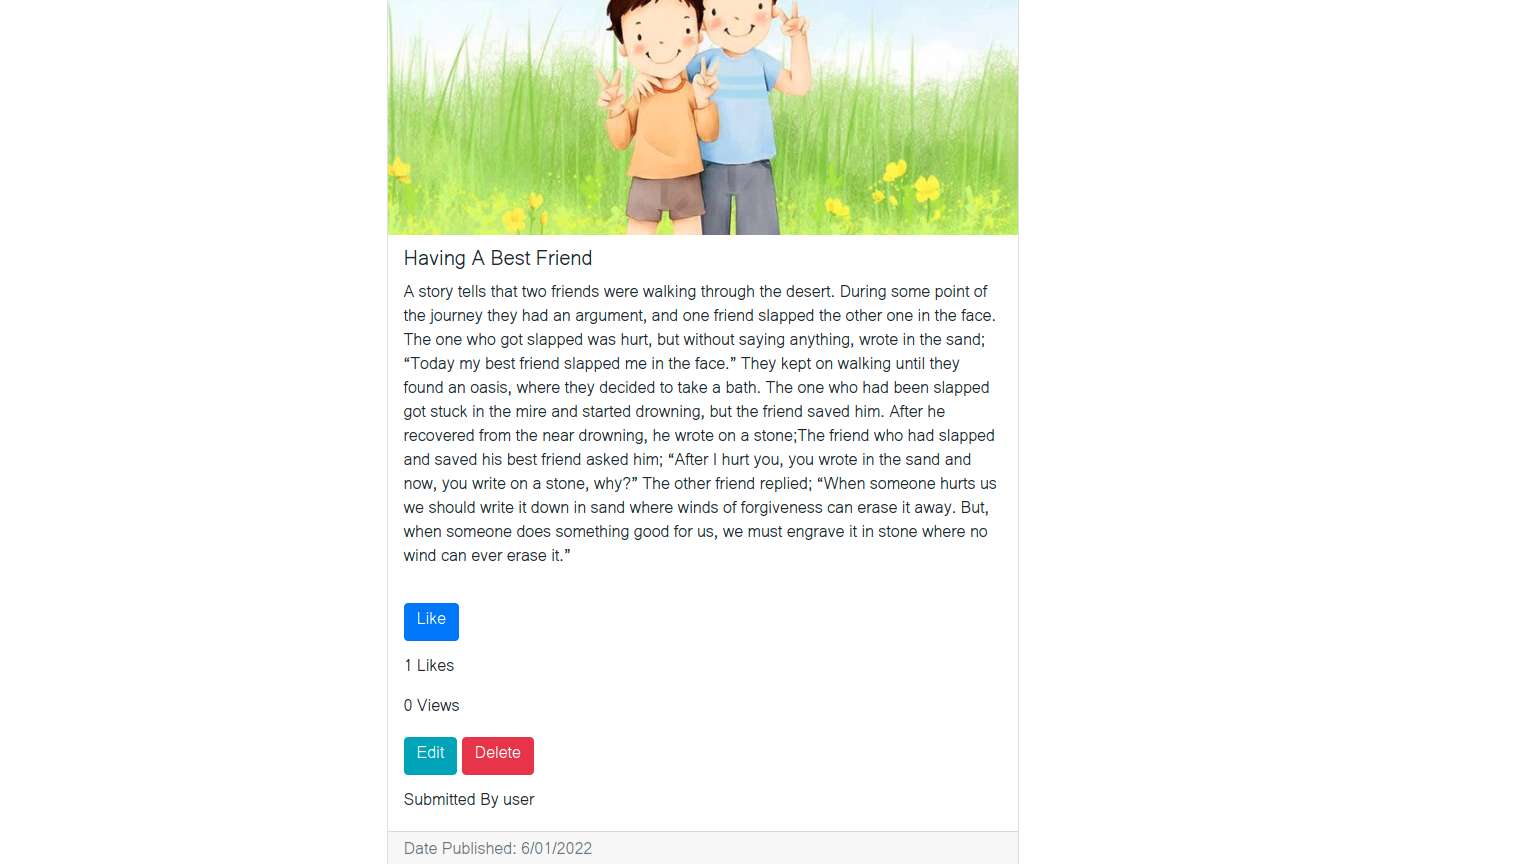 Having A Best Friend
A story tells that two friends were walking through the desert. During some point of
the journey they had an argument, and one friend slapped the other one in the face.
The one who got slapped was hurt, but without saying anything, wrote in the sand;
“Today my best friend slapped me in the face.” They kept on walking until they
found an oasis, where they decided to take a bath. The one who had been slapped
got stuck in the mire and started drowning, but the friend saved him. After he
recovered from the near drowning, he wrote on a stone;The friend who had slapped
and saved his best friend asked him; “After I hurt you, you wrote in the sand and
now, you write on a stone, why?” The other friend replied; “When someone hurts us
we should write it down in sand where winds of forgiveness can erase it away. But,
when someone does something good for us, we must engrave it in stone where no
wind can ever erase it.”
Like
1 Likes
0 Views
Edit Delete
Submitted By user
Date Published: 6/01/2022